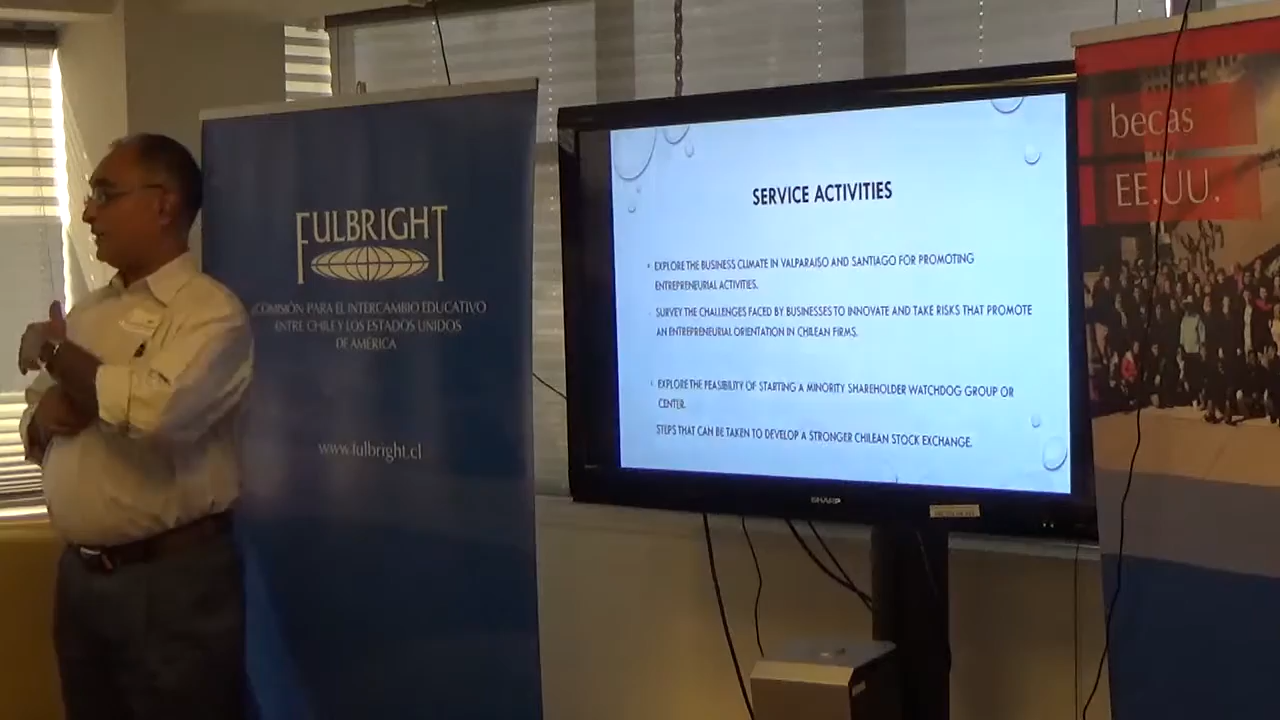 FULBRIGHT
COMISIÓN PARA EL INTERCAMBIO EDUCATIVO
ENTRE CHILE Y LOS ESTADOS UNIDOS
DE AMÉRICA
www.fulbright.cl
SERVICE ACTIVITIES
• EXPLORE THE BUSINESS CLIMATE IN VALPARAISO AND SANTIAGO FOR PROMOTING
ENTREPRENEURIAL ACTIVITIES.
SURVEY THE CHALLENGES FACED BY BUSINESSES TO INNOVATE AND TAKE RISKS THAT PROMOTE
AN ENTREPRENEURIAL ORIENTATION IN CHILEAN FIRMS.
• EXPLORE THE FEASIBILITY OF STARTING A MINORITY SHAREHOLDER WATCHDOG GROUP OR
CENTER.
STEPS THAT CAN BE TAKEN TO DEVELOP A STRONGER CHILEAN STOCK EXCHANGE.
SHARP
becas
EE.UU.